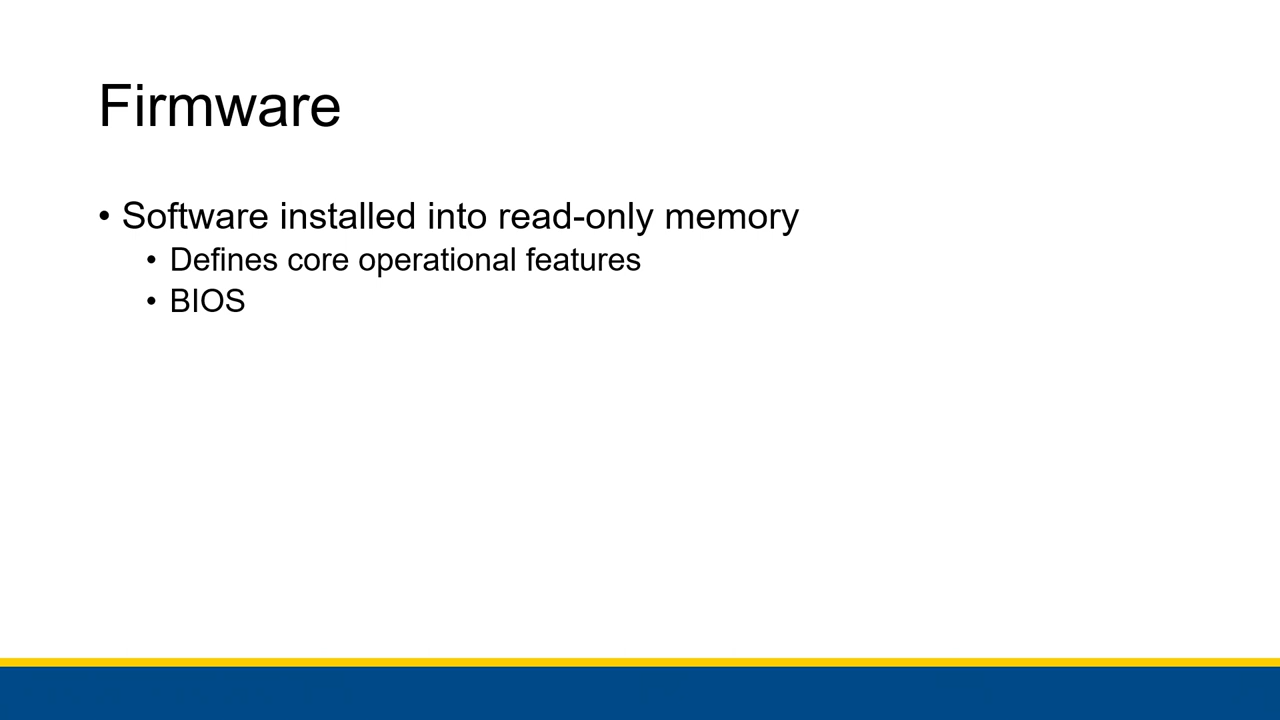 Firmware
• Software installed into read-only memory
• Defines core operational features
• BIOS